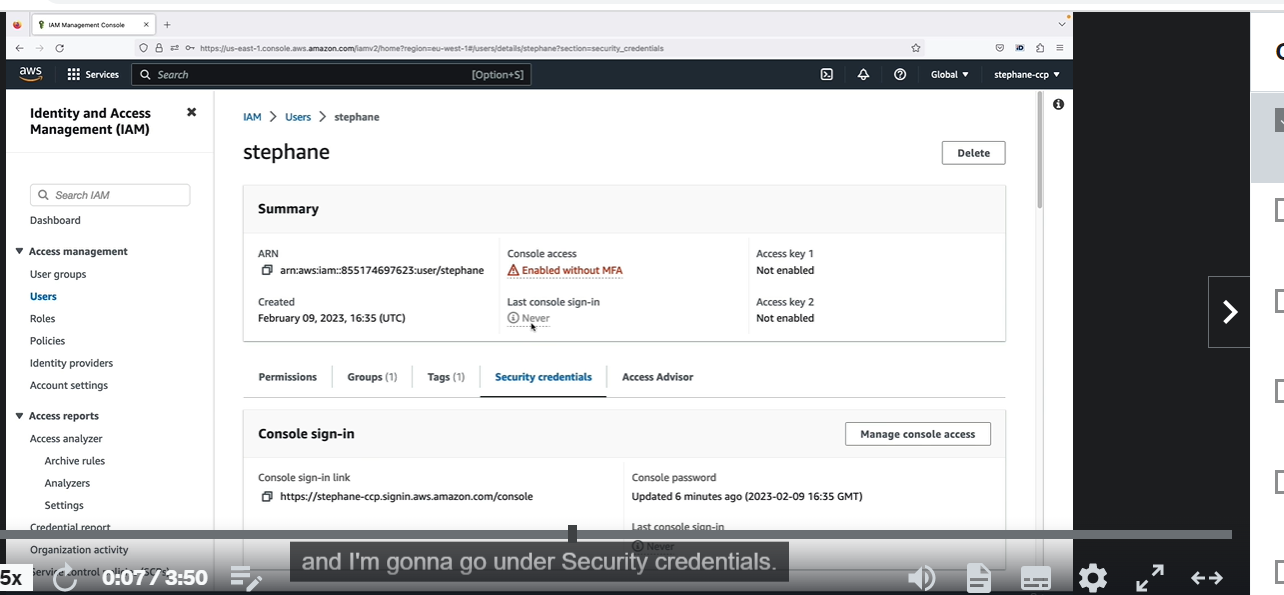 IAM Management Console
https://us-east-1.console.aws.amazon.com/iamv2/home?region=eu-west-1#/users/details/stephane?section=security_credentials
aws Services Search [Option+S] Global stephane-ccp
Identity and Access
Management (IAM)
Search IAM
Dashboard
Access management
User groups
Users
Roles
Policies
Identity providers
Account settings
Access reports
Access analyzer
Archive rules
Analyzers
Settings
Credential report
Organization activity
IAM > Users > stephane
stephane
Delete
Summary
ARN
arn:aws:iam::855174697623:user/stephane
Created
February 09, 2023, 16:35 (UTC)
Console access
Enabled without MFA
Last console sign-in
Never
Access key 1
Not enabled
Access key 2
Not enabled
Permissions Groups (1) Tags (1) Security credentials Access Advisor
Console sign-in
Manage console access
Console sign-in link
https://stephane-ccp.signin.aws.amazon.com/console
Console password
Updated 6 minutes ago (2023-02-09 16:35 GMT)
Last console sign-in
Never
and I'm gonna go under Security credentials.
5x 0:07 / 3:50